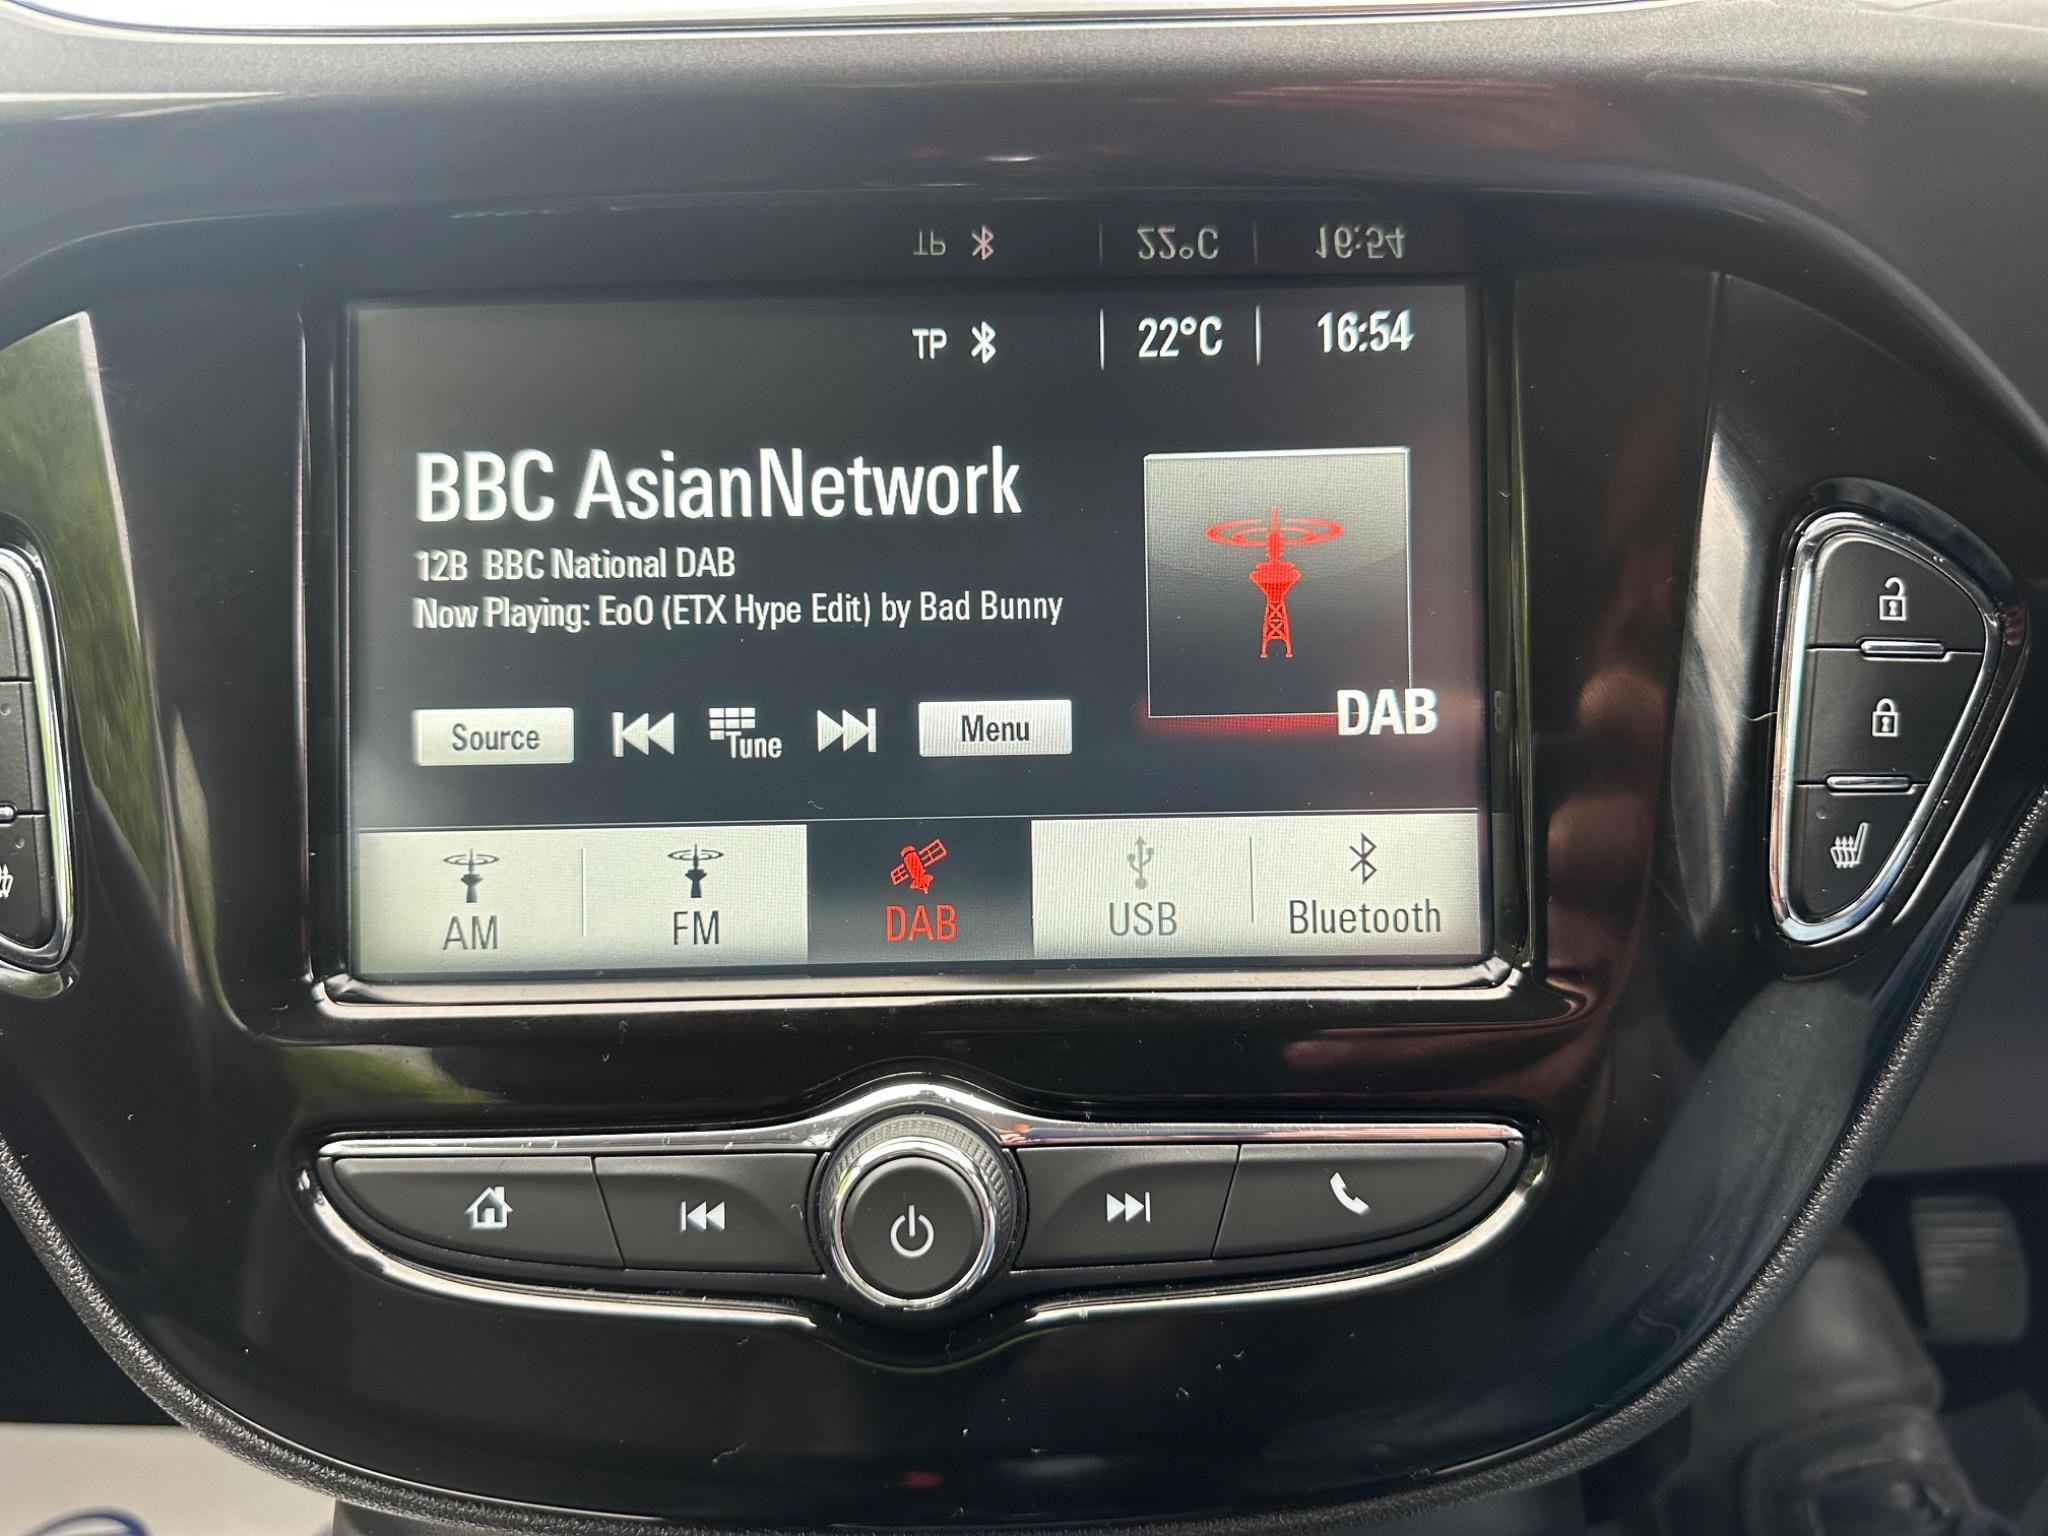 TP 22°C 16:54
BBC AsianNetwork
12B BBC National DAB
Now Playing: EoO (ETX Hype Edit) by Bad Bunny
DAB
Source Tune Menu
AM FM DAB USB Bluetooth